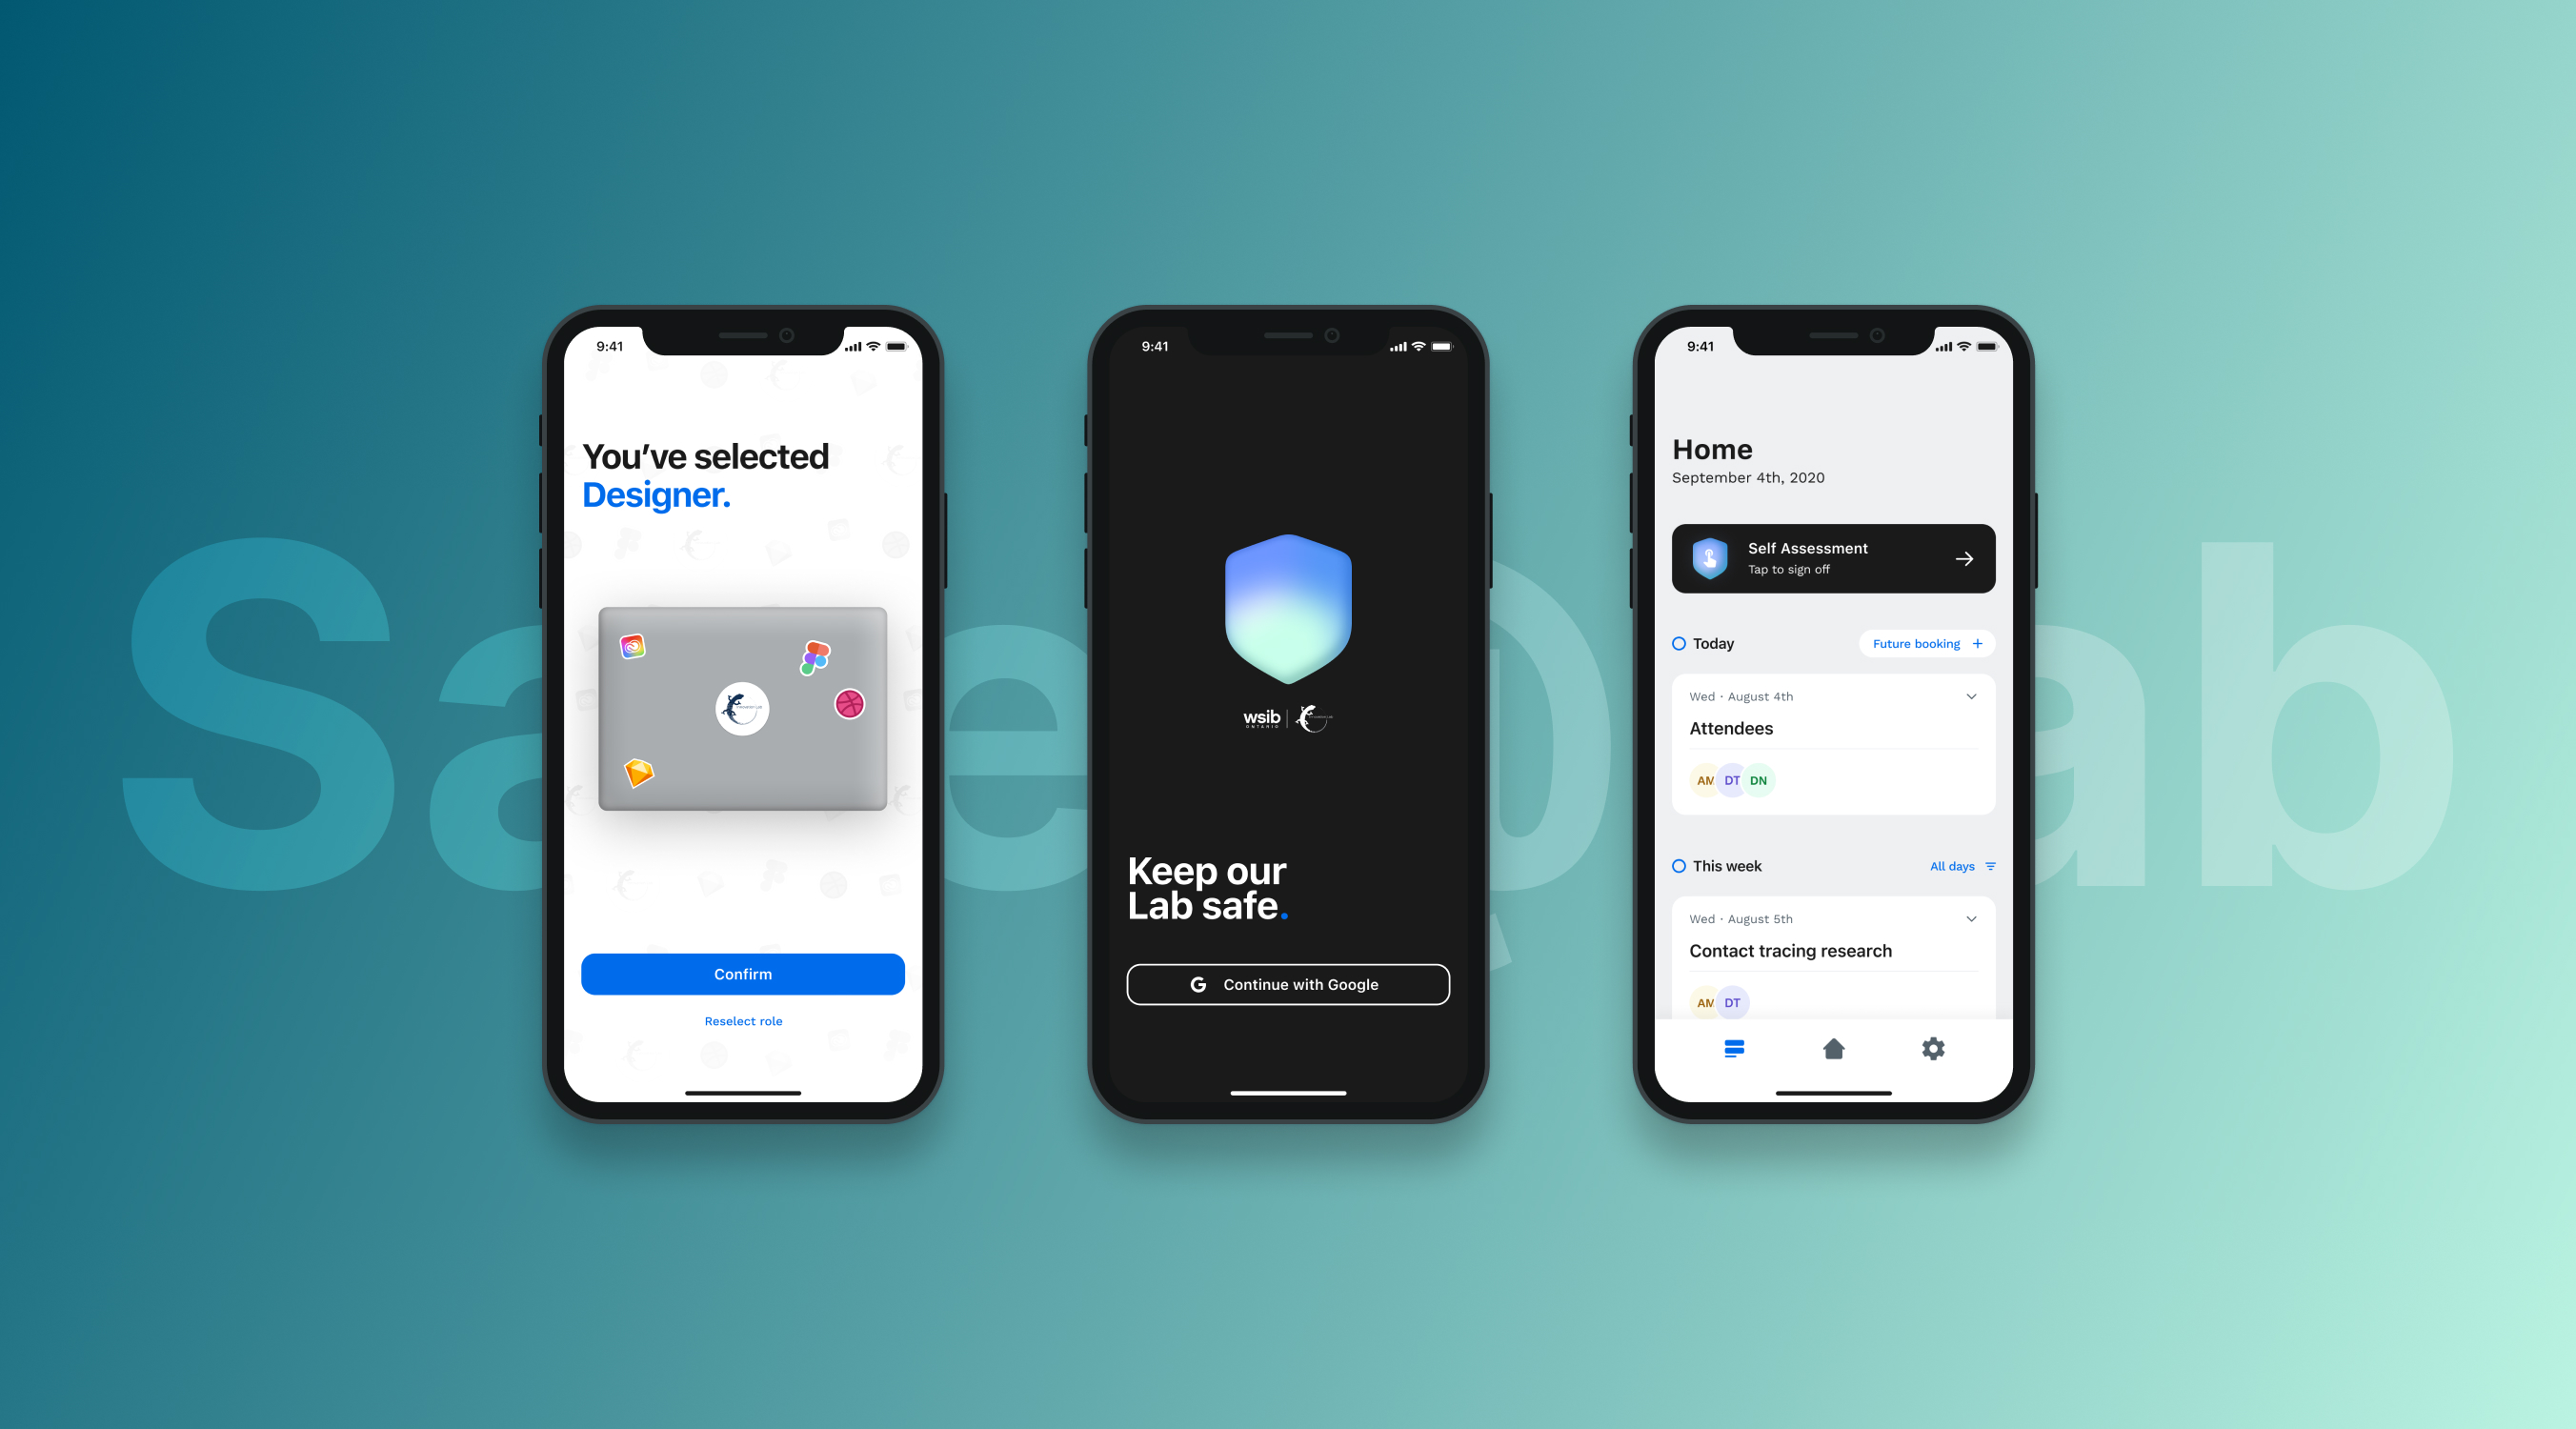 9:41
You’ve selected
Designer.
Confirm
Reselect role
9:41
wsib
ONTARIO
Keep our
Lab safe.
G Continue with Google
9:41
Home
September 4th, 2020
Self Assessment
Tap to sign off
Today
Future booking +
Wed · August 4th
Attendees
AM DT DN
This week
All days
Wed · August 5th
Contact tracing research
AM DT